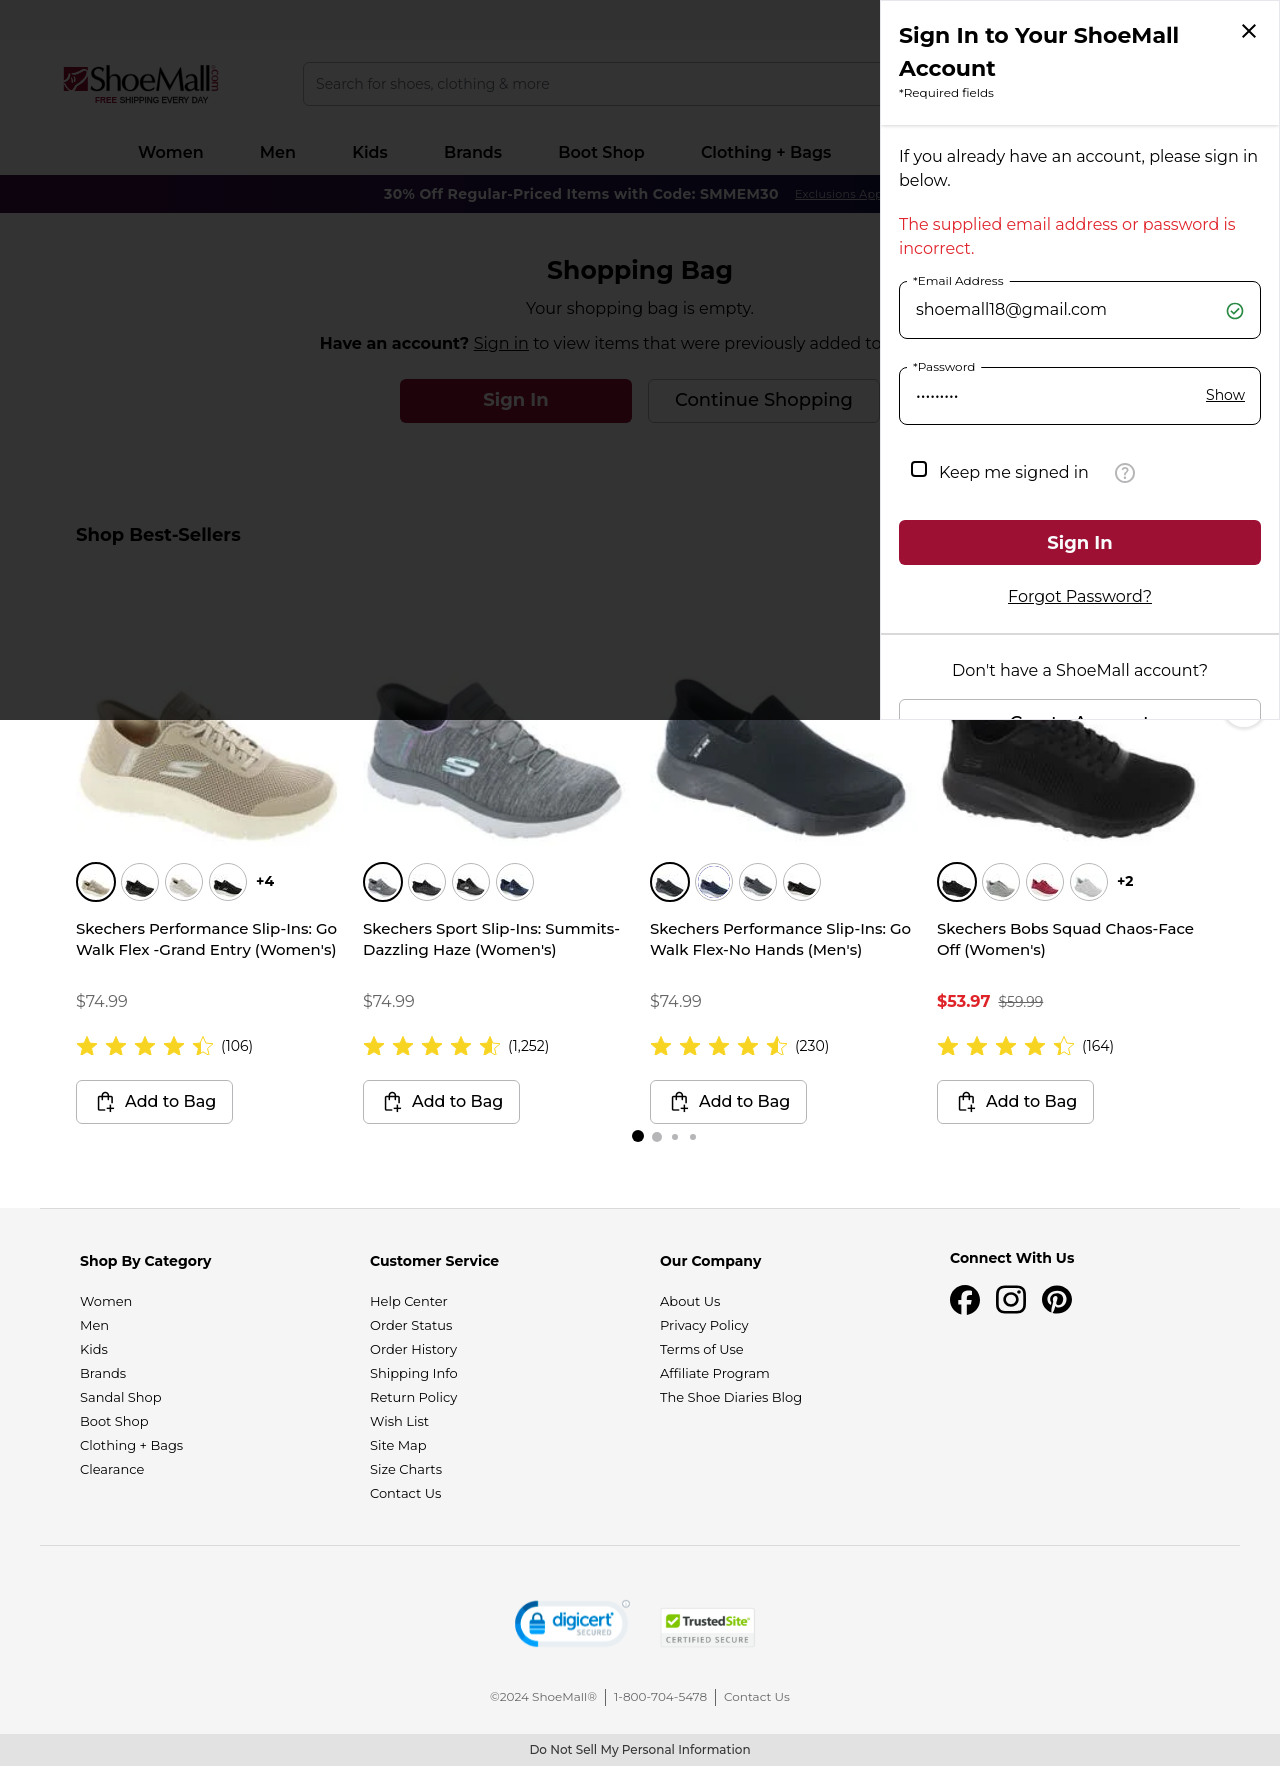 ShoeMall.com
FREE SHIPPING EVERY DAY
Search for shoes, clothing & more
Women Men Kids Brands Boot Shop Clothing + Bags
30% Off Regular-Priced Items with Code: SMMEM30
Shopping Bag
Your shopping bag is empty.
Have an account? Sign in to view items that were previously added to
Sign In Continue Shopping
Shop Best-Sellers
Sign In to Your ShoeMall
Account
*Required fields
If you already have an account, please sign in
below.
The supplied email address or password is
incorrect.
*Email Address
shoemall18@gmail.com
*Password
•••••••••
Show
Keep me signed in
Sign In
Forgot Password?
Don't have a ShoeMall account?
Create Account
+4
+2
Skechers Performance Slip-Ins: Go
Walk Flex -Grand Entry (Women's)
$74.99
(106)
Add to Bag
Skechers Sport Slip-Ins: Summits-
Dazzling Haze (Women's)
$74.99
(1,252)
Add to Bag
Skechers Performance Slip-Ins: Go
Walk Flex-No Hands (Men's)
$74.99
(230)
Add to Bag
Skechers Bobs Squad Chaos-Face
Off (Women's)
$53.97 $59.99
(164)
Add to Bag
Shop By Category
Women
Men
Kids
Brands
Sandal Shop
Boot Shop
Clothing + Bags
Clearance
Customer Service
Help Center
Order Status
Order History
Shipping Info
Return Policy
Wish List
Site Map
Size Charts
Contact Us
Our Company
About Us
Privacy Policy
Terms of Use
Affiliate Program
The Shoe Diaries Blog
Connect With Us
digicert
SECURED
TrustedSite
CERTIFIED SECURE
©2024 ShoeMall® 1-800-704-5478 Contact Us
Do Not Sell My Personal Information